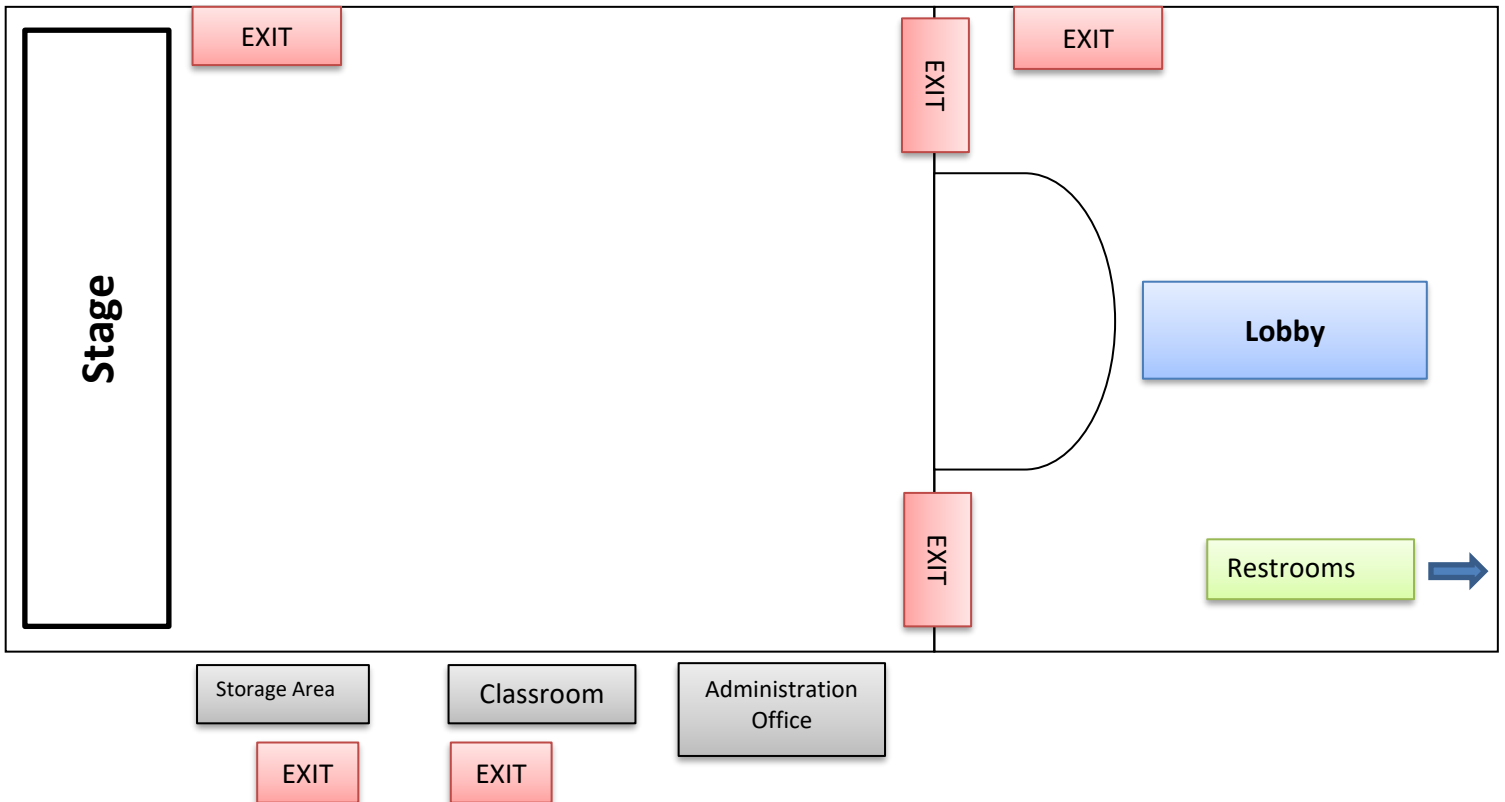 EXIT
EXIT
EXIT
Stage
Lobby
EXIT
Restrooms
Storage Area
Classroom
Administration
Office
EXIT
EXIT